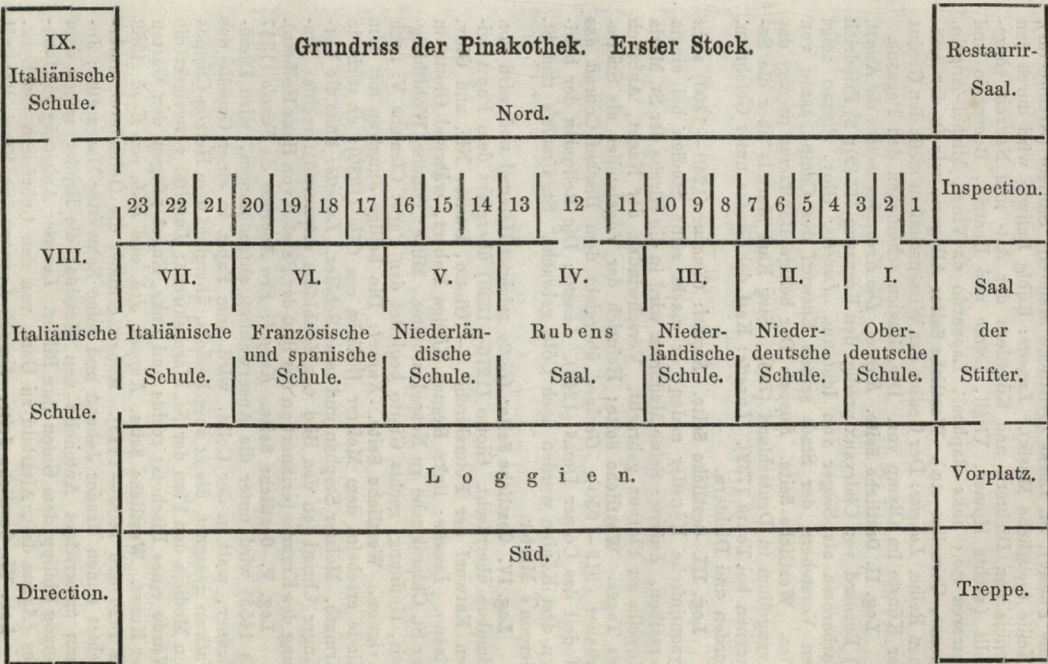 Grundriss der Pinakothek. Erster Stock.
Nord.
IX.
Italiänische
Schule.
Restaurir-
Saal.
23 22 21 20 19 18 17 16 15 14 13 12 11 10 9 8 7 6 5 4 3 2 1
Inspection.
VIII.
Italiänische
Schule.
VII.
Italiänische
Schule.
VI.
Französische
und spanische
Schule.
V.
Niederlän-
dische
Schule.
IV.
Rubens
Saal.
III.
Nieder-
ländische
Schule.
II.
Nieder-
deutsche
Schule.
I.
Ober-
deutsche
Schule.
Saal
der
Stifter.
Loggien.
Vorplatz.
Süd.
Direction.
Treppe.